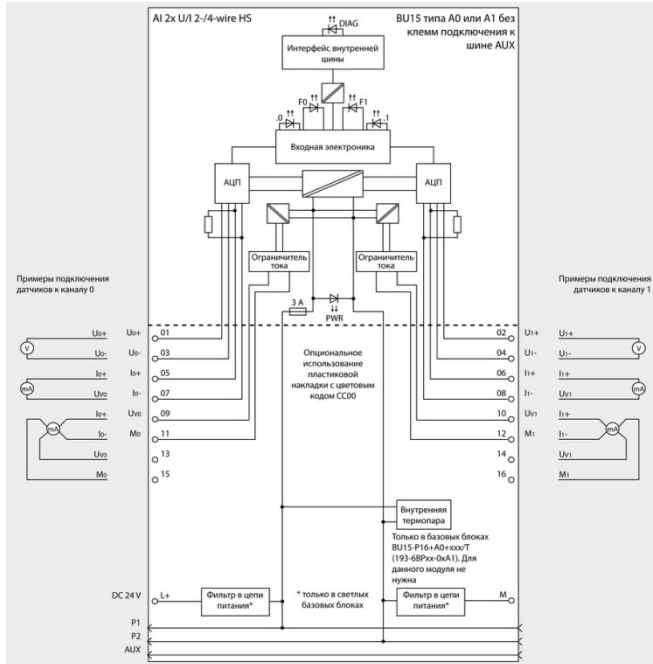 AI 2x U/I 2-/4-wire HS
BU15 типа A0 или A1 без
клемм подключения к
шине AUX
DIAG
Интерфейс внутренней
шины
F0
F1
.0
.1
Входная электроника
АЦП
АЦП
Ограничитель
тока
Ограничитель
тока
3 A
PWR
Примеры подключения
датчиков к каналу 0
Примеры подключения
датчиков к каналу 1
Опциональное
использование
пластиковой
накладки с цветовым
кодом CC00
U0+
U0-
I0+
UV0
I0+
I0-
UV0
M0
V
mA
mA
U0+
U0-
I0+
I0-
UV0
M0
01
03
05
07
09
11
13
15
02
04
06
08
10
12
14
16
U1+
U1-
I1+
I1-
UV1
M1
U1+
U1-
I1+
UV1
I1+
I1-
UV1
M1
V
mA
mA
Внутренняя
термопара
Только в базовых блоках
BU15-P16+A0+xxx/T
(193-6BPxx-0xA1). Для
данного модуля не
нужна
DC 24 V
L+
Фильтр в цепи
питания*
* только в светлых
базовых блоках
Фильтр в цепи
питания*
M
P1
P2
AUX